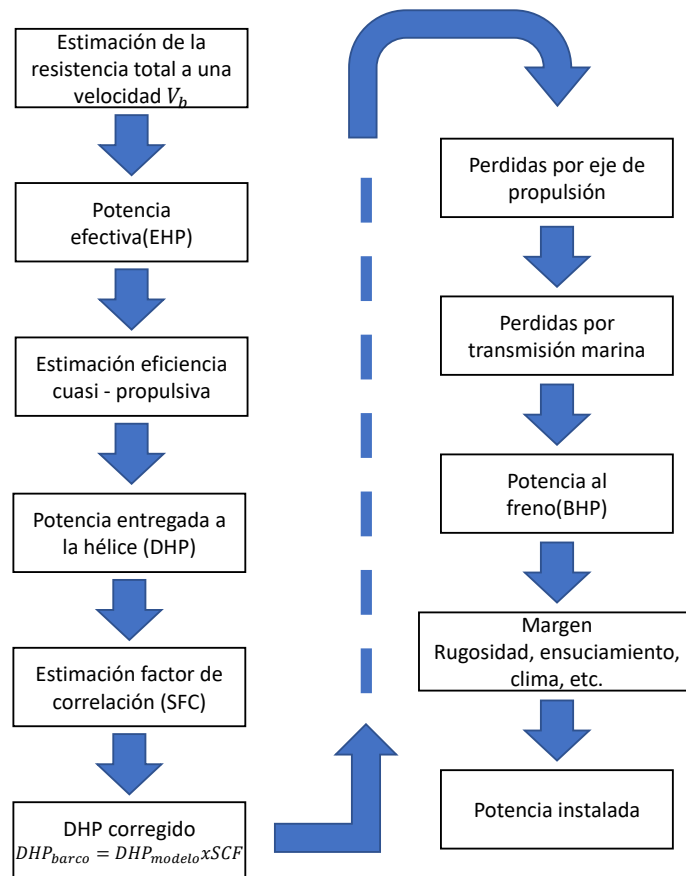 Estimación de la
resistencia total a una
velocidad V_b
Potencia
efectiva(EHP)
Estimación eficiencia
cuasi - propulsiva
Potencia entregada a
la hélice (DHP)
Estimación factor de
correlación (SFC)
DHP corregido
DHP_barco = DHP_modelo xSCF
Perdidas por eje de
propulsión
Perdidas por
transmisión marina
Potencia al
freno(BHP)
Margen
Rugosidad, ensuciamiento,
clima, etc.
Potencia instalada